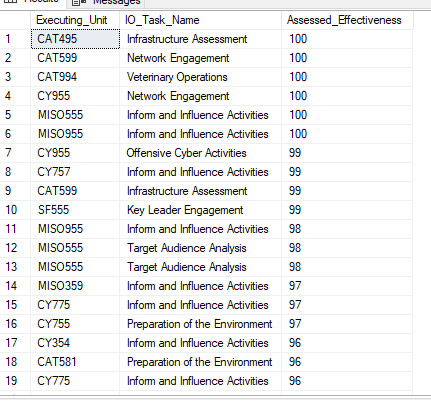 Results Messages
Executing_Unit IO_Task_Name Assessed_Effectiveness
1 CAT495 Infrastructure Assessment 100
2 CAT599 Network Engagement 100
3 CAT994 Veterinary Operations 100
4 CY955 Network Engagement 100
5 MISO555 Inform and Influence Activities 100
6 MISO955 Inform and Influence Activities 100
7 CY955 Offensive Cyber Activities 99
8 CY757 Inform and Influence Activities 99
9 CAT599 Infrastructure Assessment 99
10 SF555 Key Leader Engagement 99
11 MISO955 Inform and Influence Activities 98
12 MISO555 Target Audience Analysis 98
13 MISO555 Target Audience Analysis 98
14 MISO359 Inform and Influence Activities 97
15 CY775 Inform and Influence Activities 97
16 CY755 Preparation of the Environment 97
17 CY354 Inform and Influence Activities 96
18 CAT581 Preparation of the Environment 96
19 CY775 Inform and Influence Activities 96